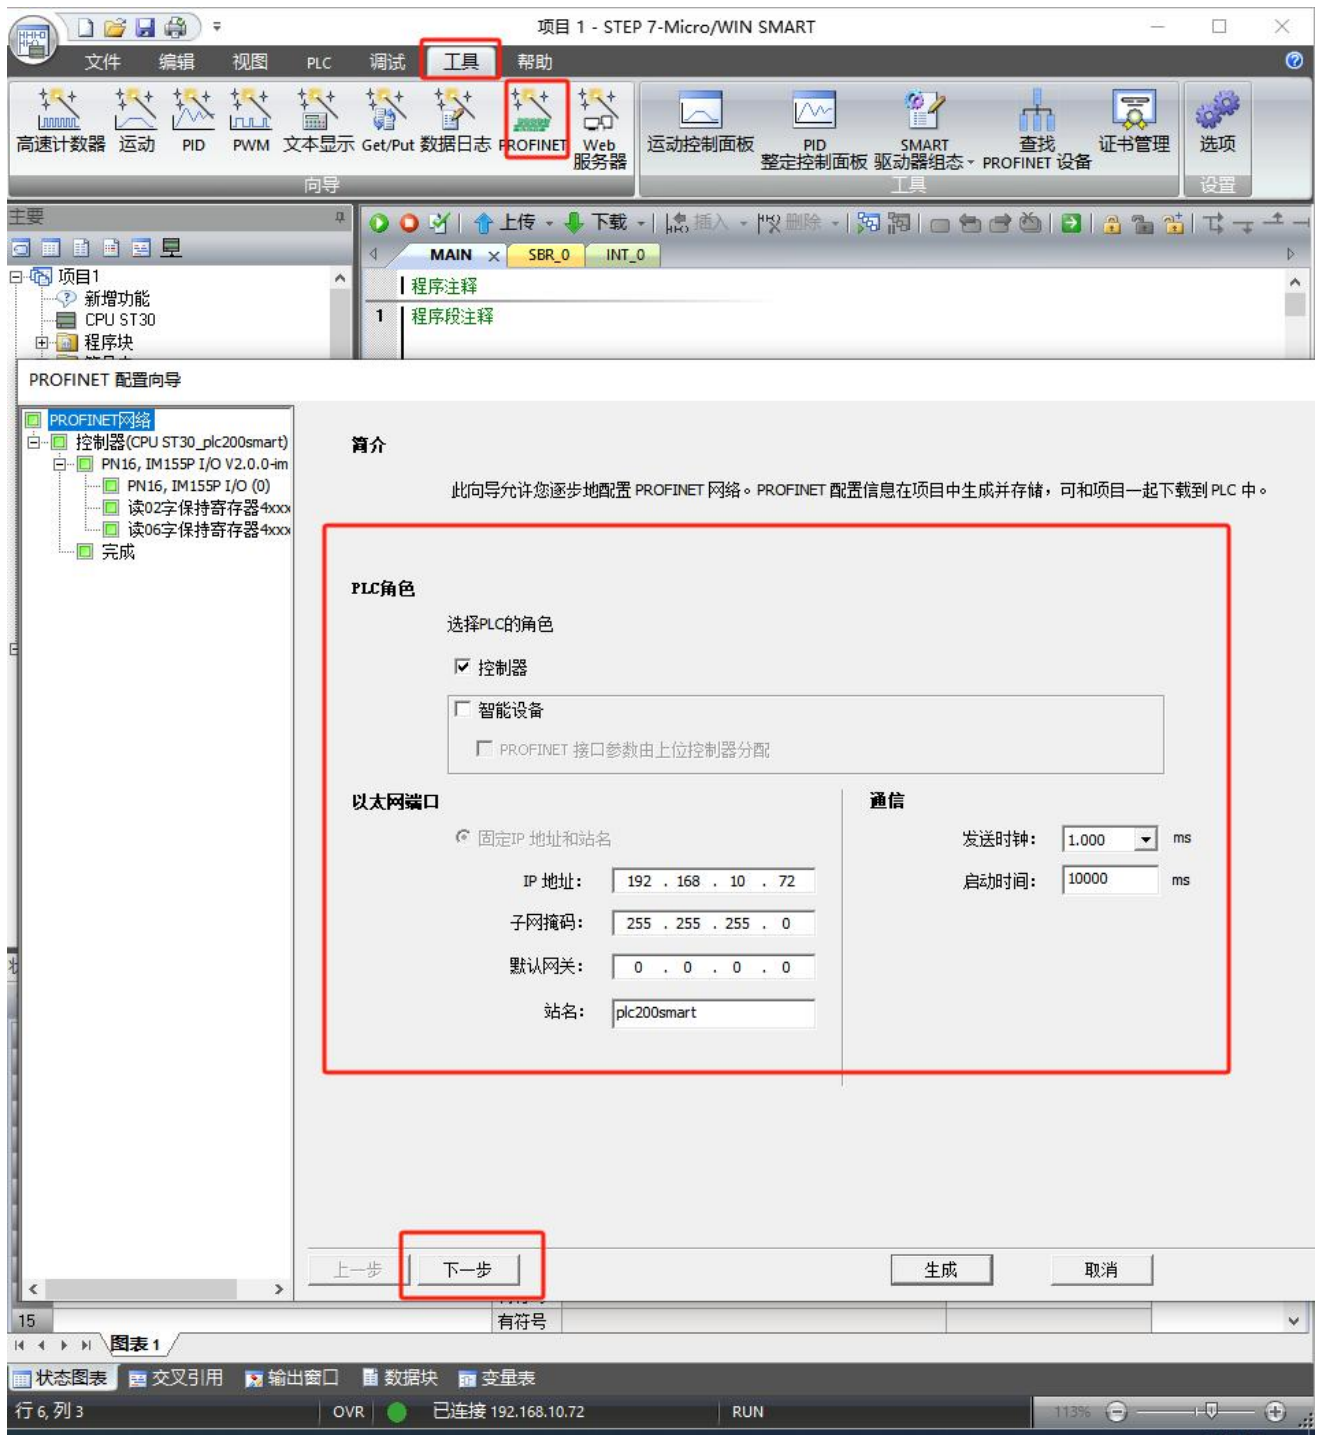 项目 1 - STEP 7-Micro/WIN SMART
文件 编辑 视图 PLC 调试 工具 帮助
高速计数器 运动 PID PWM 文本显示 Get/Put 数据日志 PROFINET Web 服务器
运动控制面板 PID 整定控制面板 SMART 驱动器组态 查找 PROFINET 设备 证书管理 选项
向导 工具 设置
主要
上传 下载 插入 删除
MAIN SBR_0 INT_0
项目1
新增功能
CPU ST30
程序块
程序注释
1 程序段注释
PROFINET 配置向导
PROFINET网络
控制器(CPU ST30_plc200smart)
PN16, IM155P I/O V2.0.0-im
PN16, IM155P I/O (0)
读02字保持寄存器4xxx
读06字保持寄存器4xxx
完成
简介
此向导允许您逐步地配置 PROFINET 网络。PROFINET 配置信息在项目中生成并存储，可和项目一起下载到 PLC 中。
PLC角色
选择PLC的角色
控制器
智能设备
PROFINET 接口参数由上位控制器分配
以太网端口
固定IP 地址和站名
IP 地址： 192 . 168 . 10 . 72
子网掩码： 255 . 255 . 255 . 0
默认网关： 0 . 0 . 0 . 0
站名： plc200smart
通信
发送时钟： 1.000 ms
启动时间： 10000 ms
上一步 下一步 生成 取消
15 有符号
图表 1
状态图表 交叉引用 输出窗口 数据块 变量表
行 6, 列 3 OVR 已连接 192.168.10.72 RUN 113%